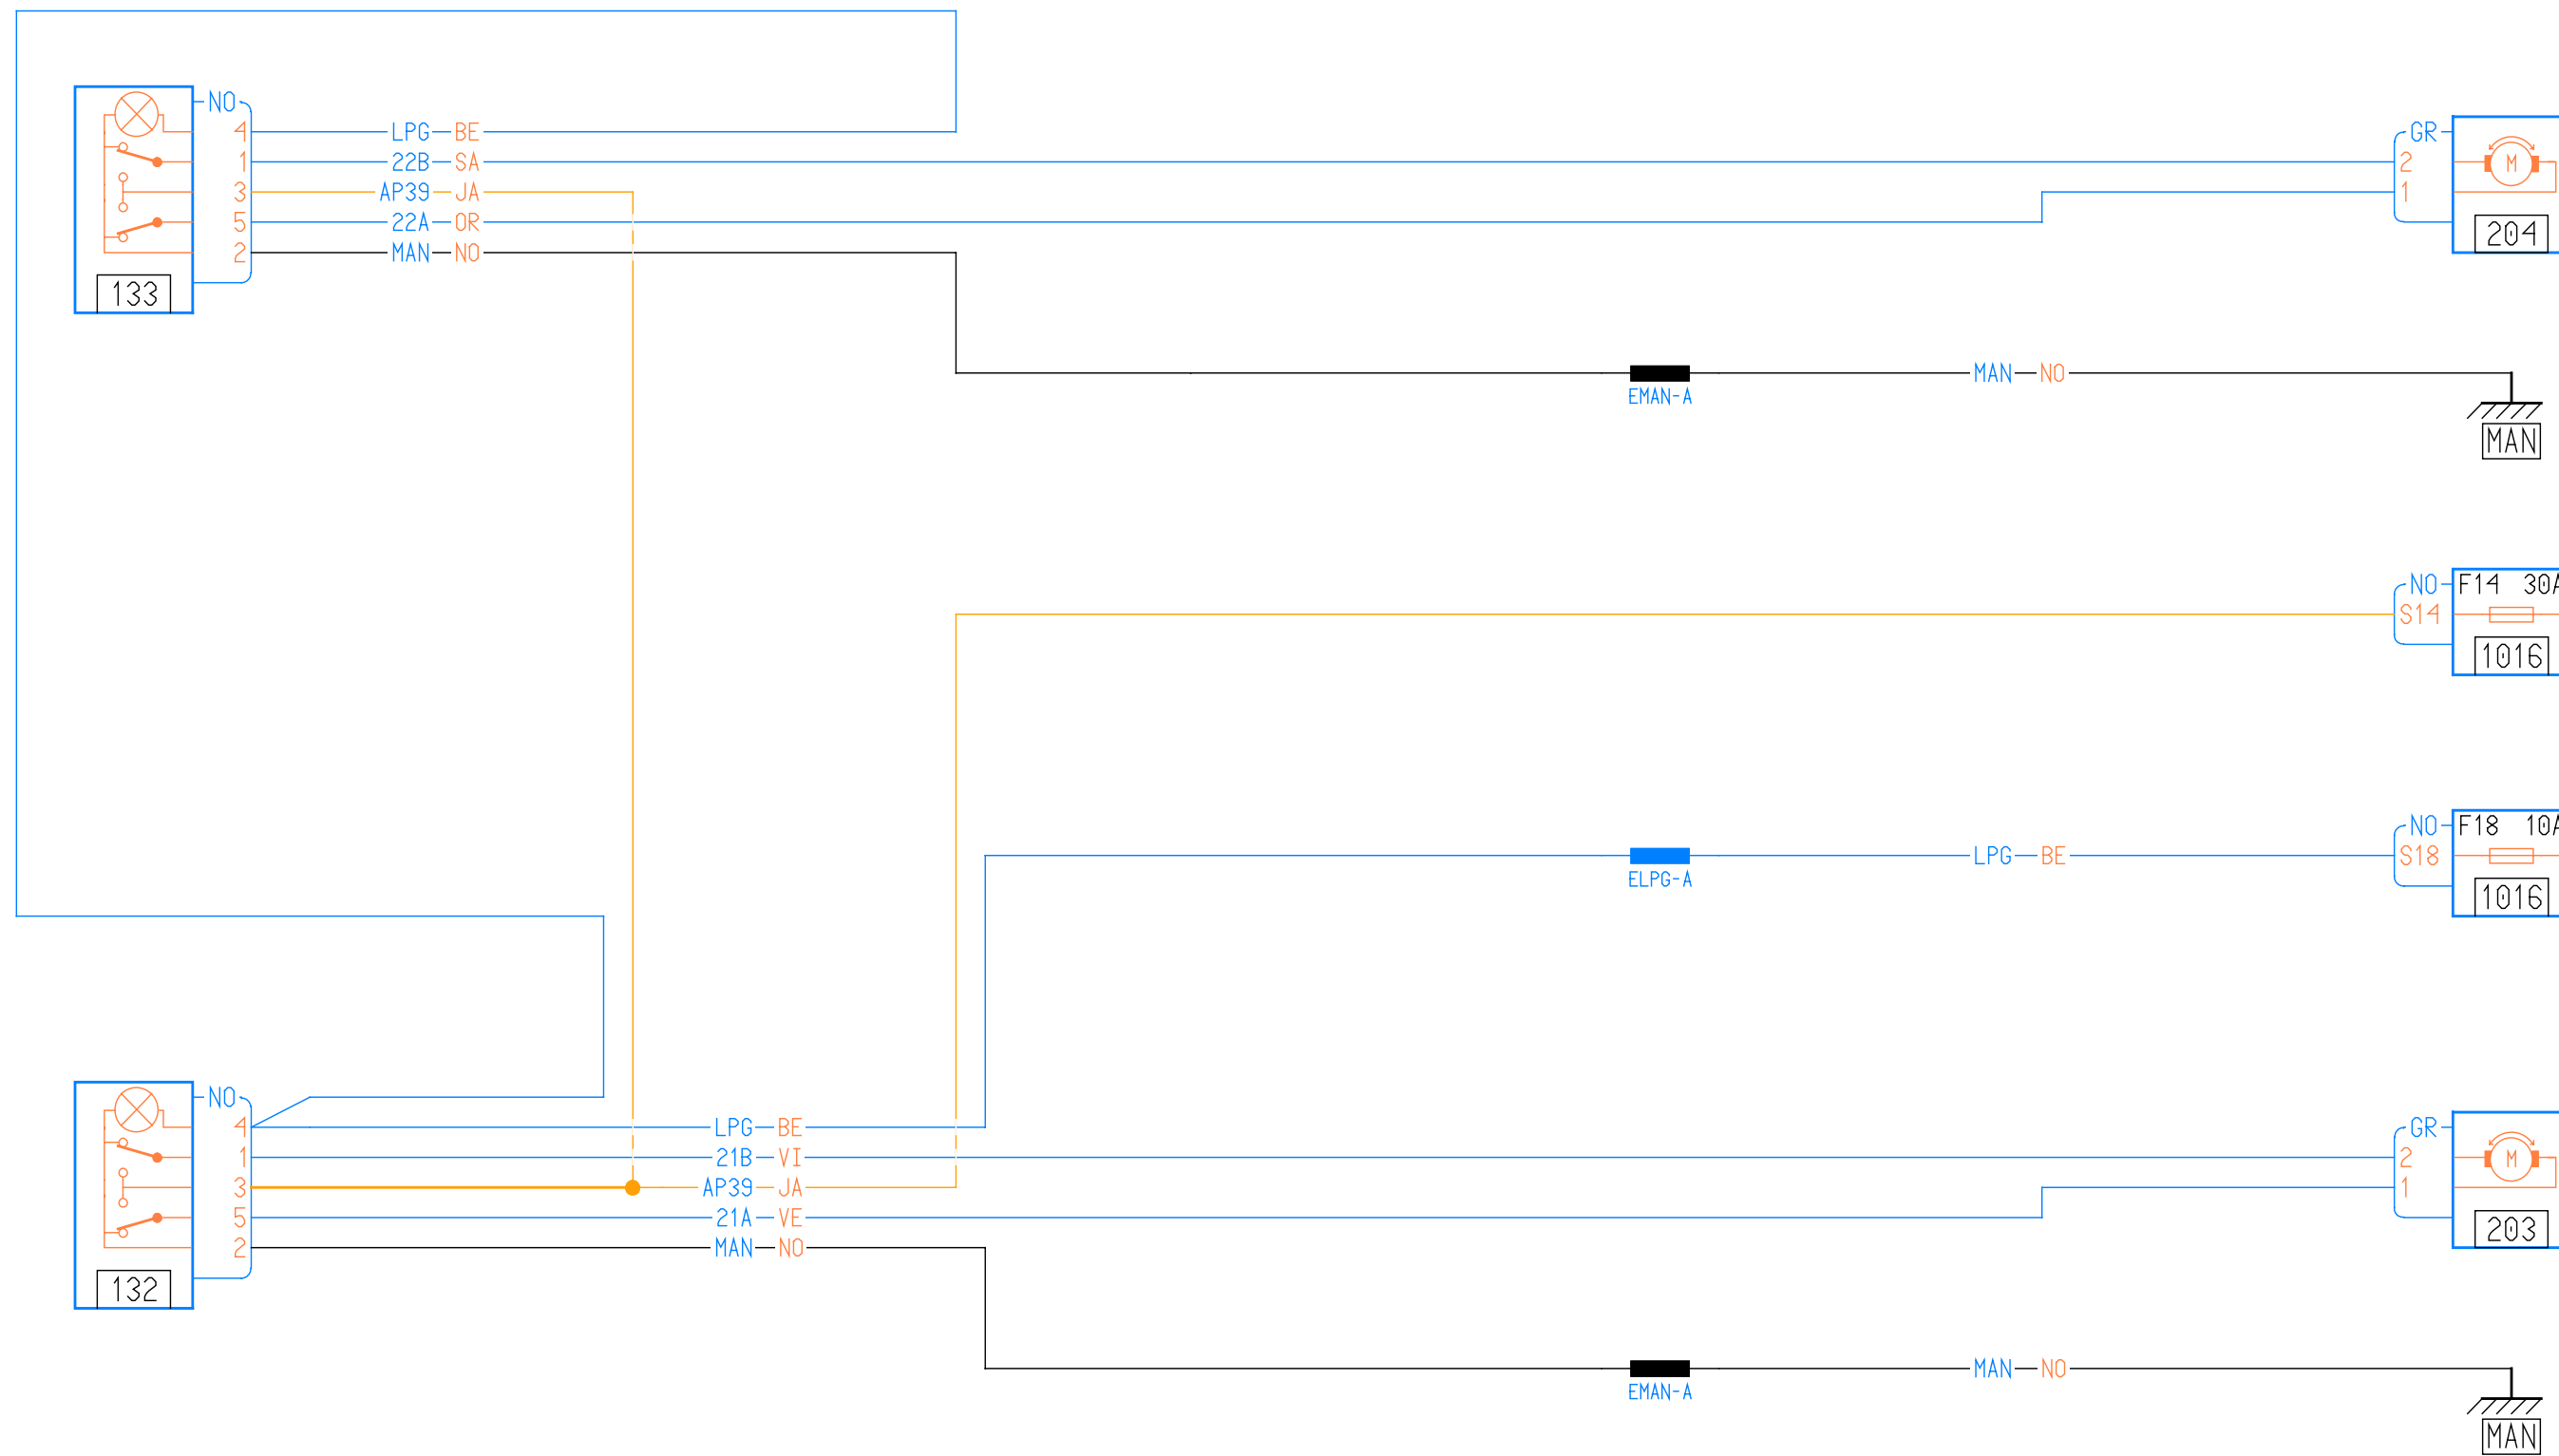 NO
4 LPG BE
1 22B SA
3 AP39 JA
5 22A OR
2 MAN NO
133
GR
2
1
M
204
EMAN-A
MAN NO
MAN
NO
S14
F14 30A
1016
NO
S18
F18 10A
1016
ELPG-A
LPG BE
NO
4 LPG BE
1 21B VI
3 AP39 JA
5 21A VE
2 MAN NO
132
GR
2
1
M
203
EMAN-A
MAN NO
MAN